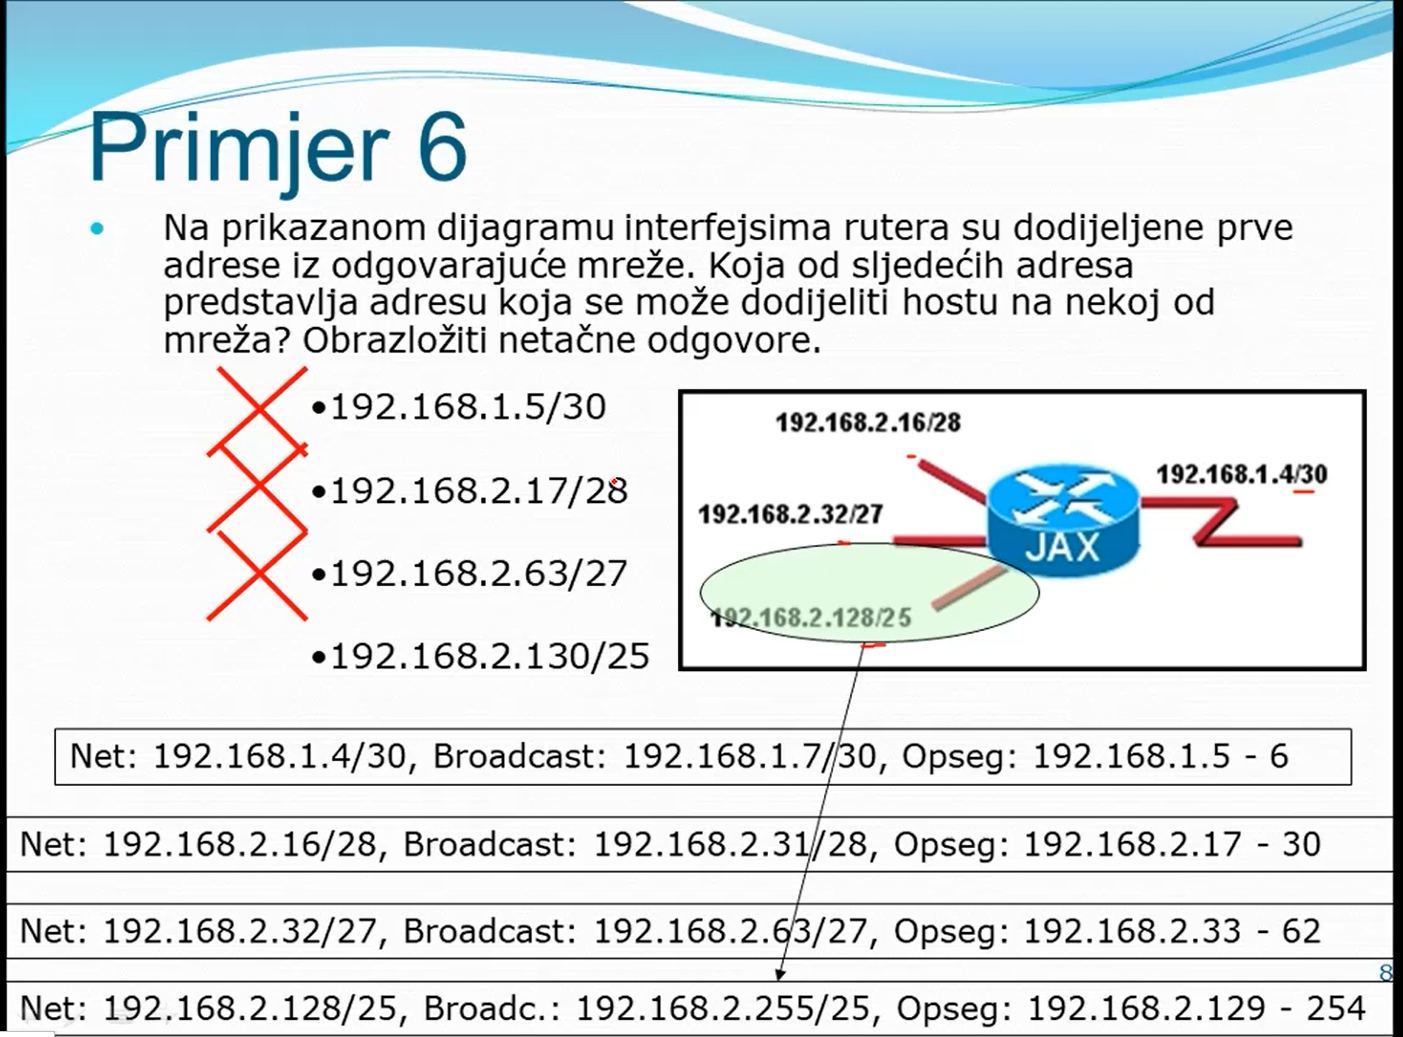 Primjer 6
• Na prikazanom dijagramu interfejsima rutera su dodijeljene prve
adrese iz odgovarajuće mreže. Koja od sljedećih adresa
predstavlja adresu koja se može dodijeliti hostu na nekoj od
mreža? Obrazložiti netačne odgovore.
•192.168.1.5/30
•192.168.2.17/28
•192.168.2.63/27
•192.168.2.130/25
192.168.2.16/28
192.168.1.4/30
192.168.2.32/27
JAX
192.168.2.128/25
Net: 192.168.1.4/30, Broadcast: 192.168.1.7/30, Opseg: 192.168.1.5 - 6
Net: 192.168.2.16/28, Broadcast: 192.168.2.31/28, Opseg: 192.168.2.17 - 30
Net: 192.168.2.32/27, Broadcast: 192.168.2.63/27, Opseg: 192.168.2.33 - 62
8
Net: 192.168.2.128/25, Broadc.: 192.168.2.255/25, Opseg: 192.168.2.129 - 254